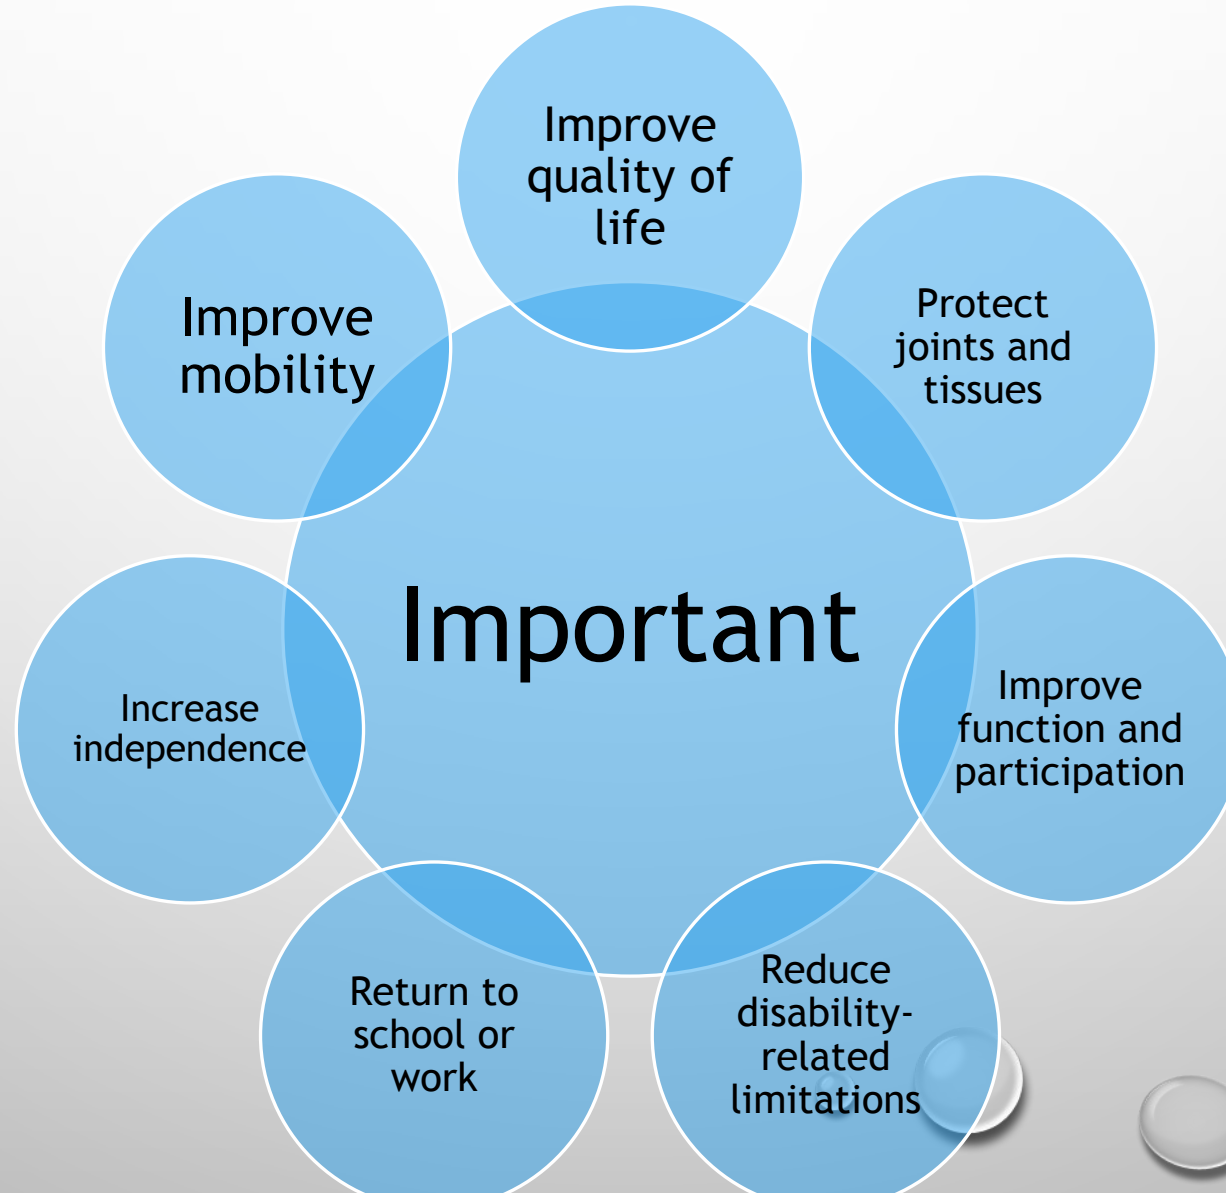 Improve
quality of
life
Protect
joints and
tissues
Improve
function and
participation
Reduce
disability-
related
limitations
Return to
school or
work
Increase
independence
Improve
mobility
Important